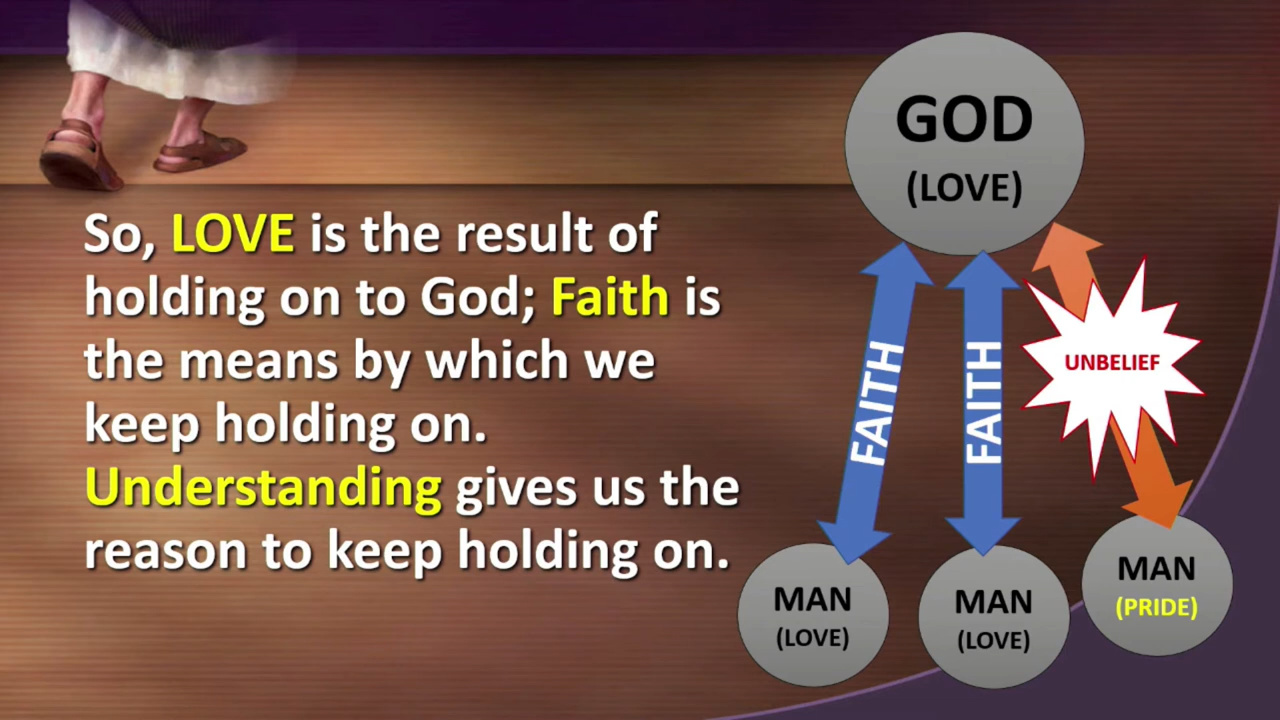 So, LOVE is the result of
holding on to God; Faith is
the means by which we
keep holding on.
Understanding gives us the
reason to keep holding on.
GOD
(LOVE)
FAITH
FAITH
UNBELIEF
MAN
(LOVE)
MAN
(LOVE)
MAN
(PRIDE)